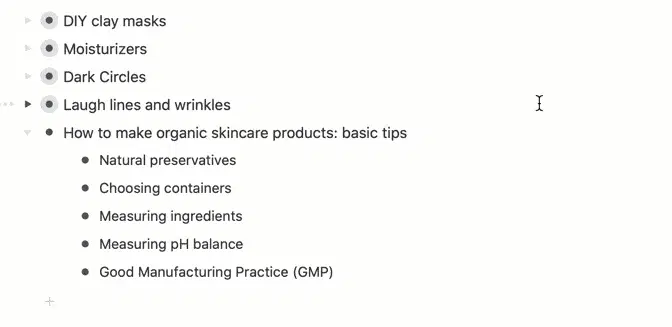 DIY clay masks
Moisturizers
Dark Circles
Laugh lines and wrinkles
How to make organic skincare products: basic tips
Natural preservatives
Choosing containers
Measuring ingredients
Measuring pH balance
Good Manufacturing Practice (GMP)